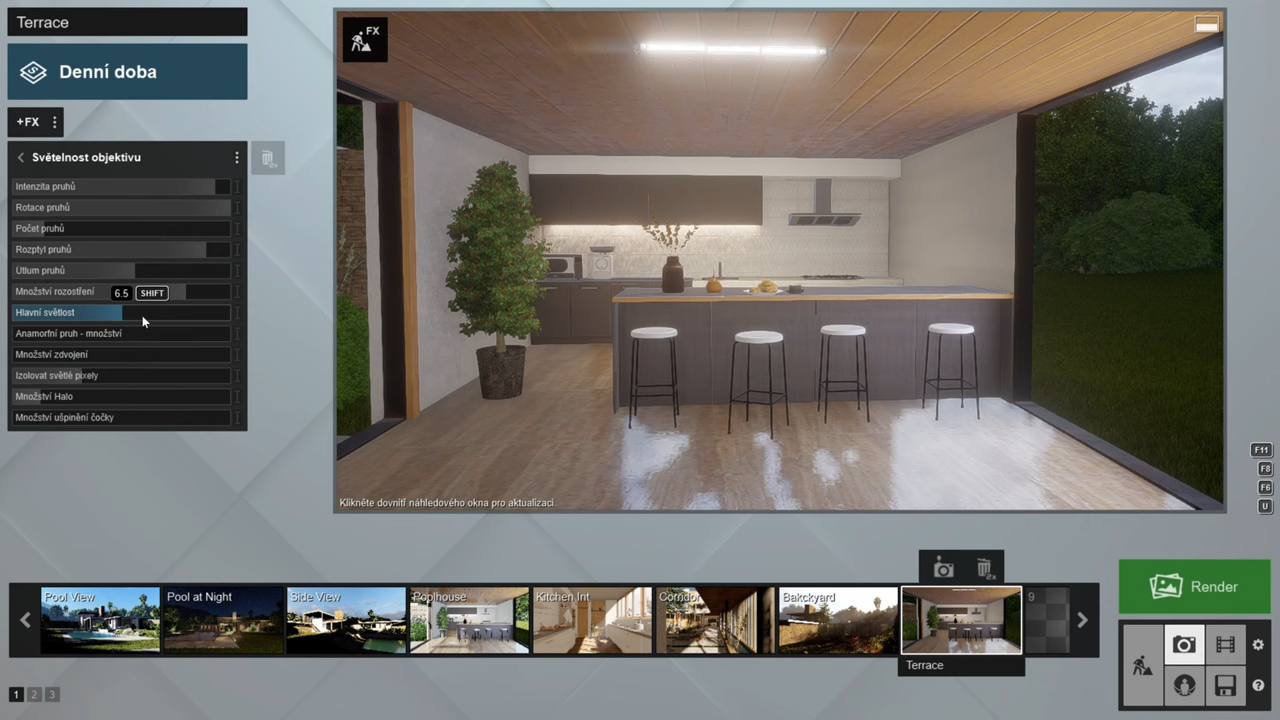 Terrace
Denní doba
+FX
Světelnost objektivu
Intenzita pruhů
Rotace pruhů
Počet pruhů
Rozptyl pruhů
Útlum pruhů
Množství rozostření
6.5
SHIFT
Hlavní světlost
Anamorfní pruh - množství
Množství zdvojení
Izolovat světlé pixely
Množství Halo
Množství ušpinění čočky
FX
Klikněte dovnitř náhledového okna pro aktualizaci.
F11
F8
F6
U
Pool View
Pool at Night
Side View
Poolhouse
Kitchen Int
Corridor
Bakckyard
9
Terrace
Render
1 2 3